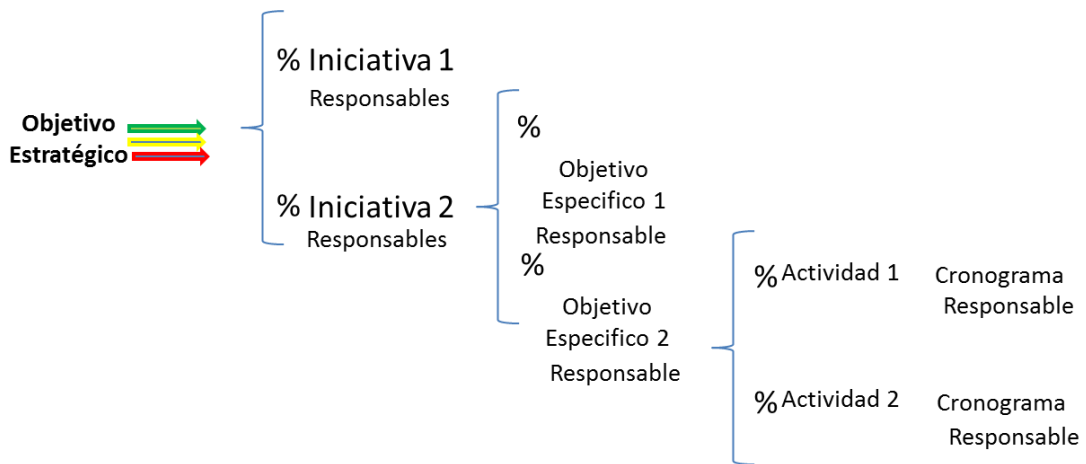 Objetivo
Estratégico
% Iniciativa 1
Responsables
% Iniciativa 2
Responsables
%
Objetivo
Especifico 1
Responsable
%
Objetivo
Especifico 2
Responsable
% Actividad 1 Cronograma
Responsable
% Actividad 2 Cronograma
Responsable